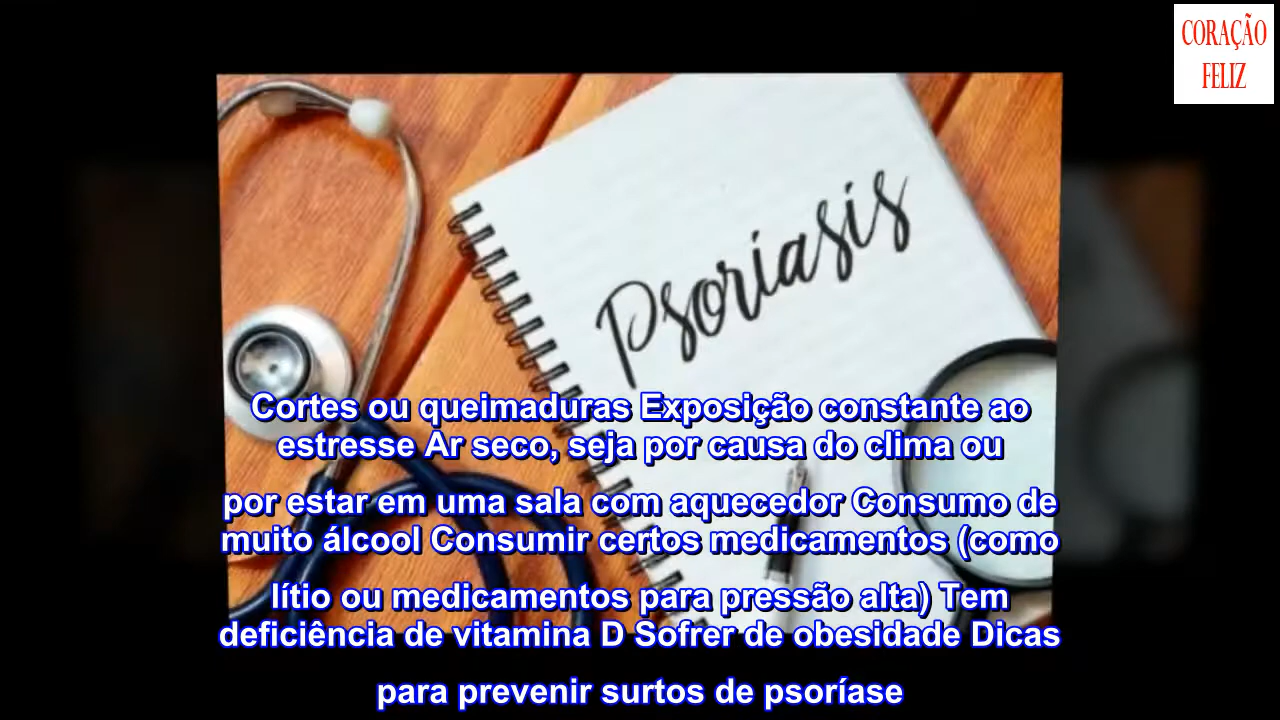 CORAÇÃO
FELIZ
Psoriasis
Cortes ou queimaduras Exposição constante ao
estresse Ar seco, seja por causa do clima ou
por estar em uma sala com aquecedor Consumo de
muito álcool Consumir certos medicamentos (como
lítio ou medicamentos para pressão alta) Tem
deficiência de vitamina D Sofrer de obesidade Dicas
para prevenir surtos de psoríase